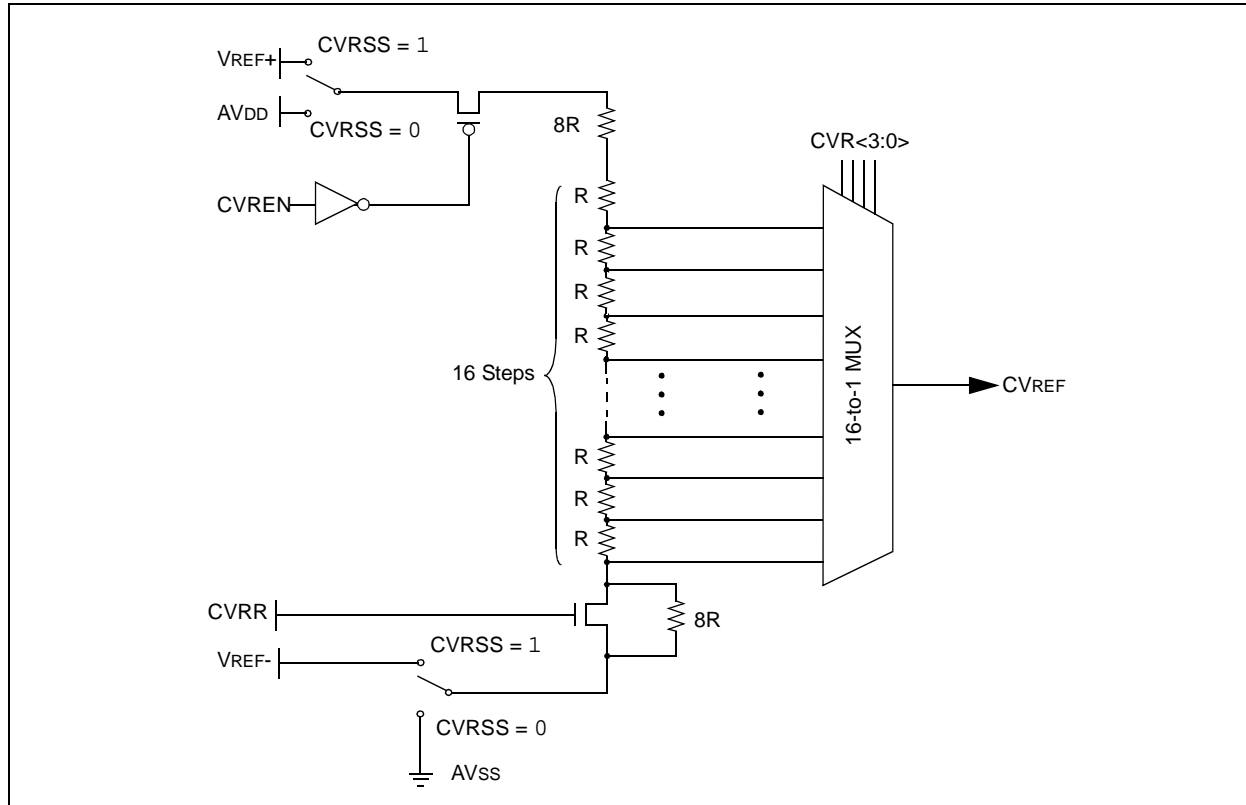 CVRSS = 1
VREF+
AVDD
CVRSS = 0
8R
CVR<3:0>
CVREN
R
R
R
R
16 Steps
16-to-1 MUX
CVREF
R
R
R
CVRR
8R
CVRSS = 1
VREF-
CVRSS = 0
AVSS